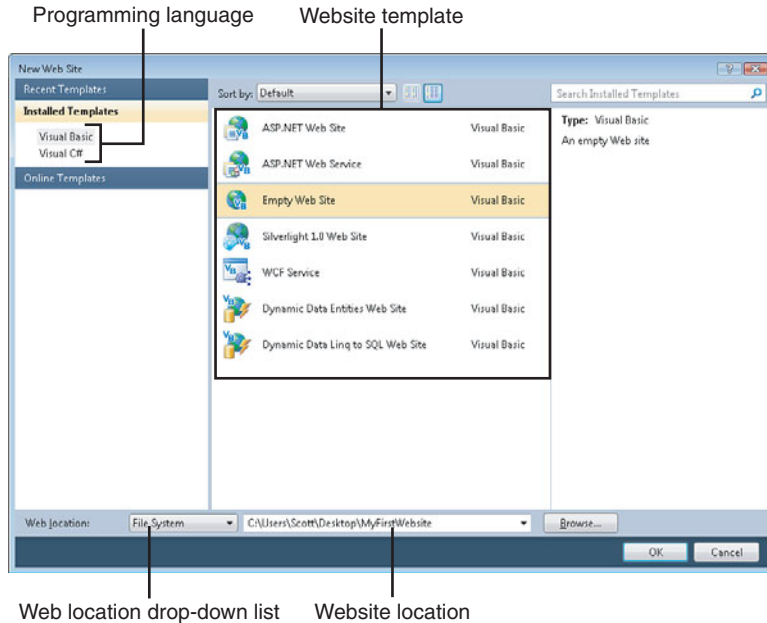 Programming language
Website template
New Web Site
Recent Templates
Installed Templates
Visual Basic
Visual C#
Online Templates
Sort by: Default
Search Installed Templates
ASP.NET Web Site Visual Basic
ASP.NET Web Service Visual Basic
Empty Web Site Visual Basic
Silverlight 1.0 Web Site Visual Basic
WCF Service Visual Basic
Dynamic Data Entities Web Site Visual Basic
Dynamic Data Linq to SQL Web Site Visual Basic
Type: Visual Basic
An empty Web site
Web location: File System C:\Users\Scott\Desktop\MyFirstWebsite Browse...
OK Cancel
Web location drop-down list
Website location